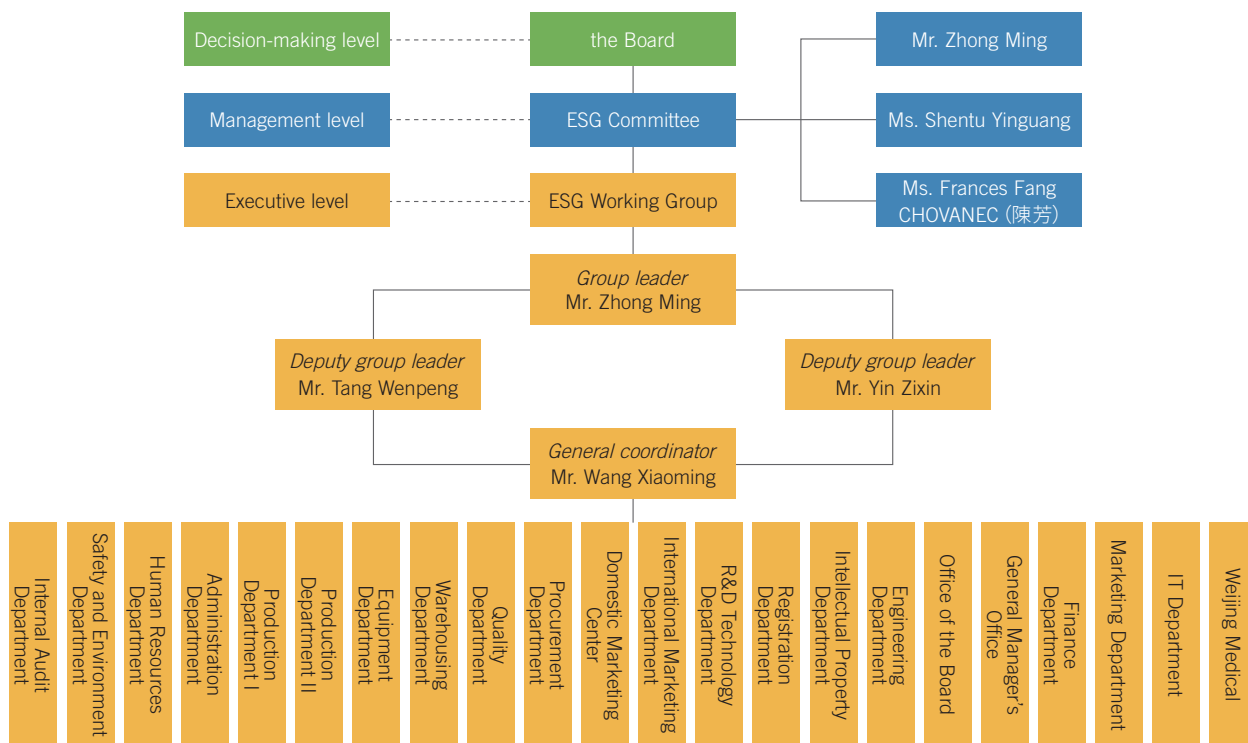 Decision-making level
the Board
Mr. Zhong Ming
Management level
ESG Committee
Ms. Shentu Yinguang
Executive level
ESG Working Group
Ms. Frances Fang
CHOVANEC (陳芳)
Group leader
Mr. Zhong Ming
Deputy group leader
Mr. Tang Wenpeng
Deputy group leader
Mr. Yin Zixin
General coordinator
Mr. Wang Xiaoming
Internal Audit
Department
Safety and Environment
Department
Human Resources
Department
Administration
Department
Production
Department I
Production
Department II
Equipment
Department
Warehousing
Department
Quality
Department
Procurement
Department
Domestic Marketing
Center
International Marketing
Department
R&D Technology
Department
Registration
Department
Intellectual Property
Department
Engineering
Department
Office of the Board
General Manager's
Office
Finance
Department
Marketing Department
IT Department
Weijing Medical